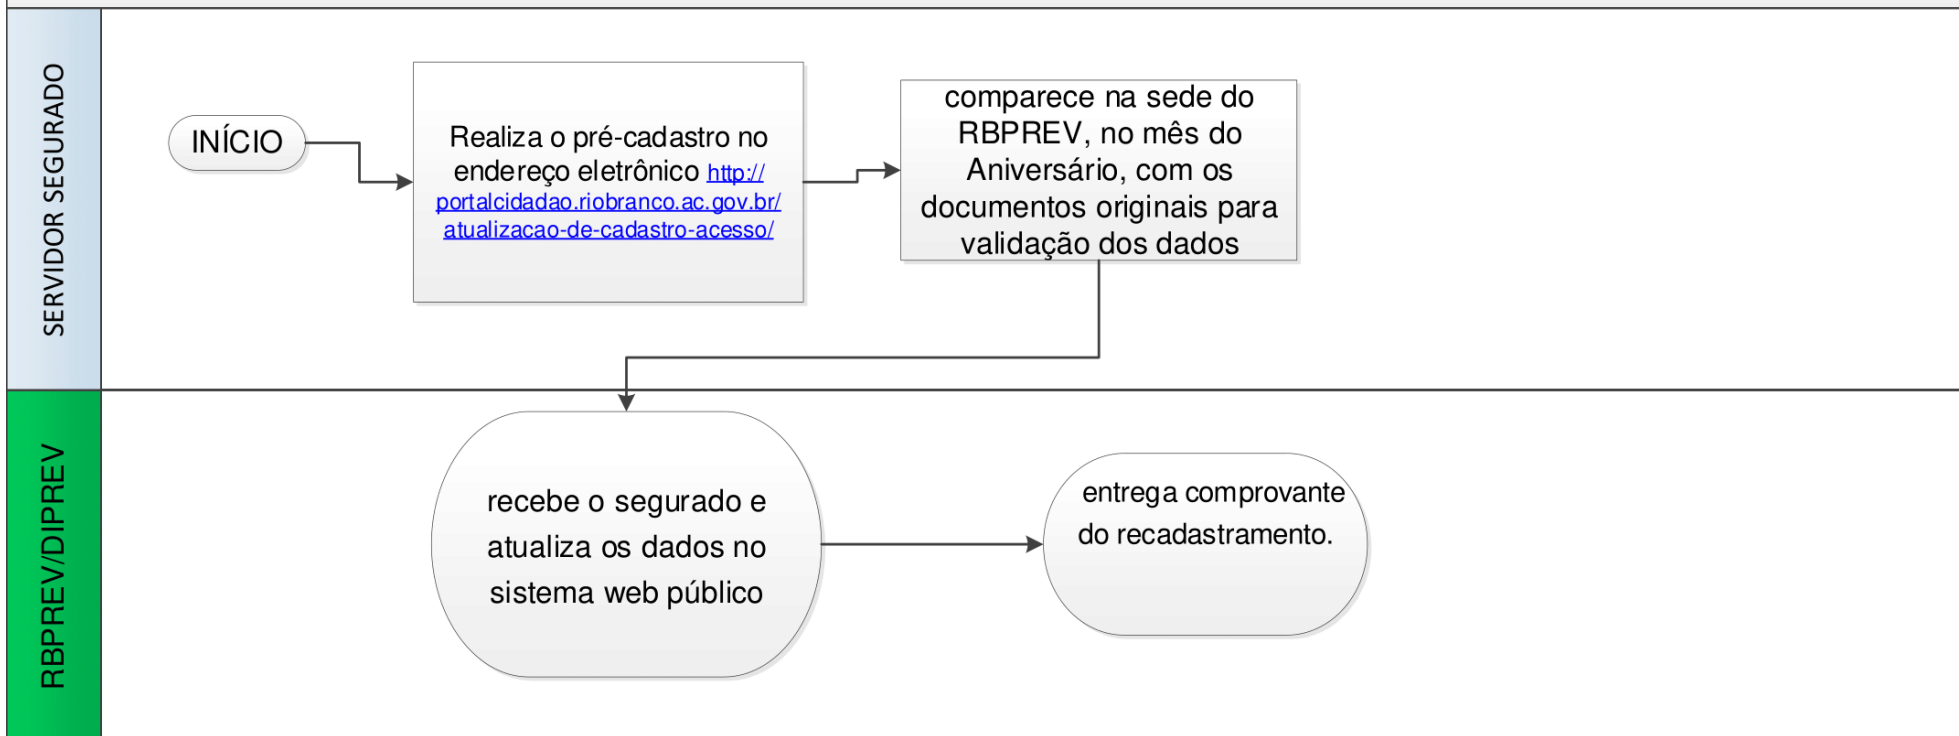 SERVIDOR SEGURADO
INÍCIO
Realiza o pré-cadastro no
endereço eletrônico http://
portalcidadao.riobranco.ac.gov.br/
atualizacao-de-cadastro-acesso/
comparece na sede do
RBPREV, no mês do
Aniversário, com os
documentos originais para
validação dos dados
RBPREV/DIPREV
recebe o segurado e
atualiza os dados no
sistema web público
entrega comprovante
do recadastramento.